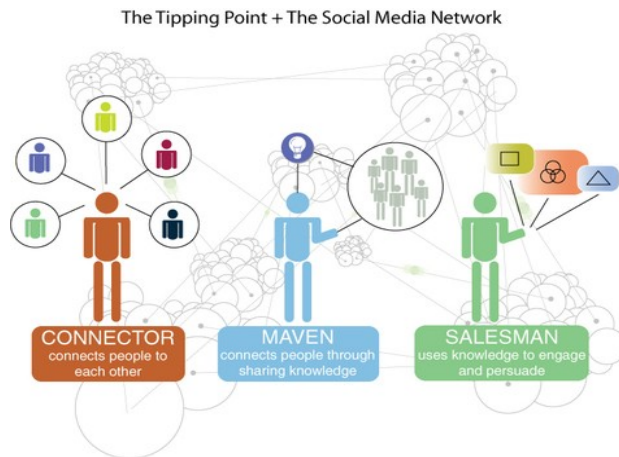 The Tipping Point + The Social Media Network
CONNECTOR
connects people to
each other
MAVEN
connects people through
sharing knowledge
SALESMAN
uses knowledge to engage
and persuade